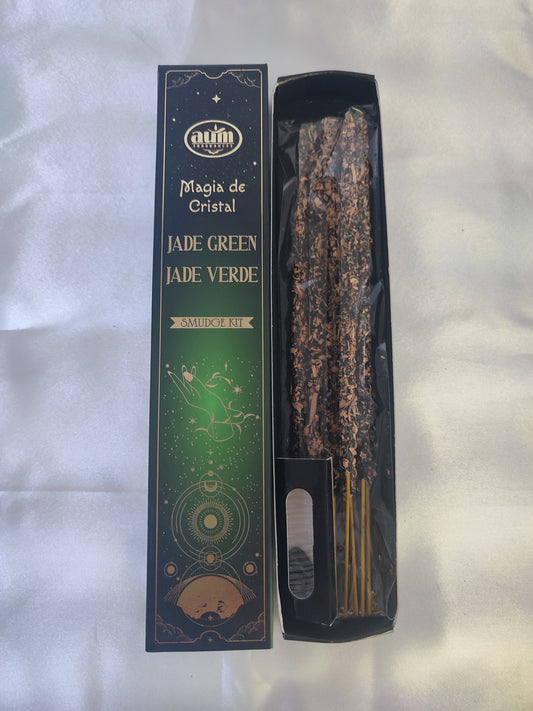 aum
FRAGRANCES
Magia de
Cristal
JADE GREEN
JADE VERDE
SMUDGE KIT